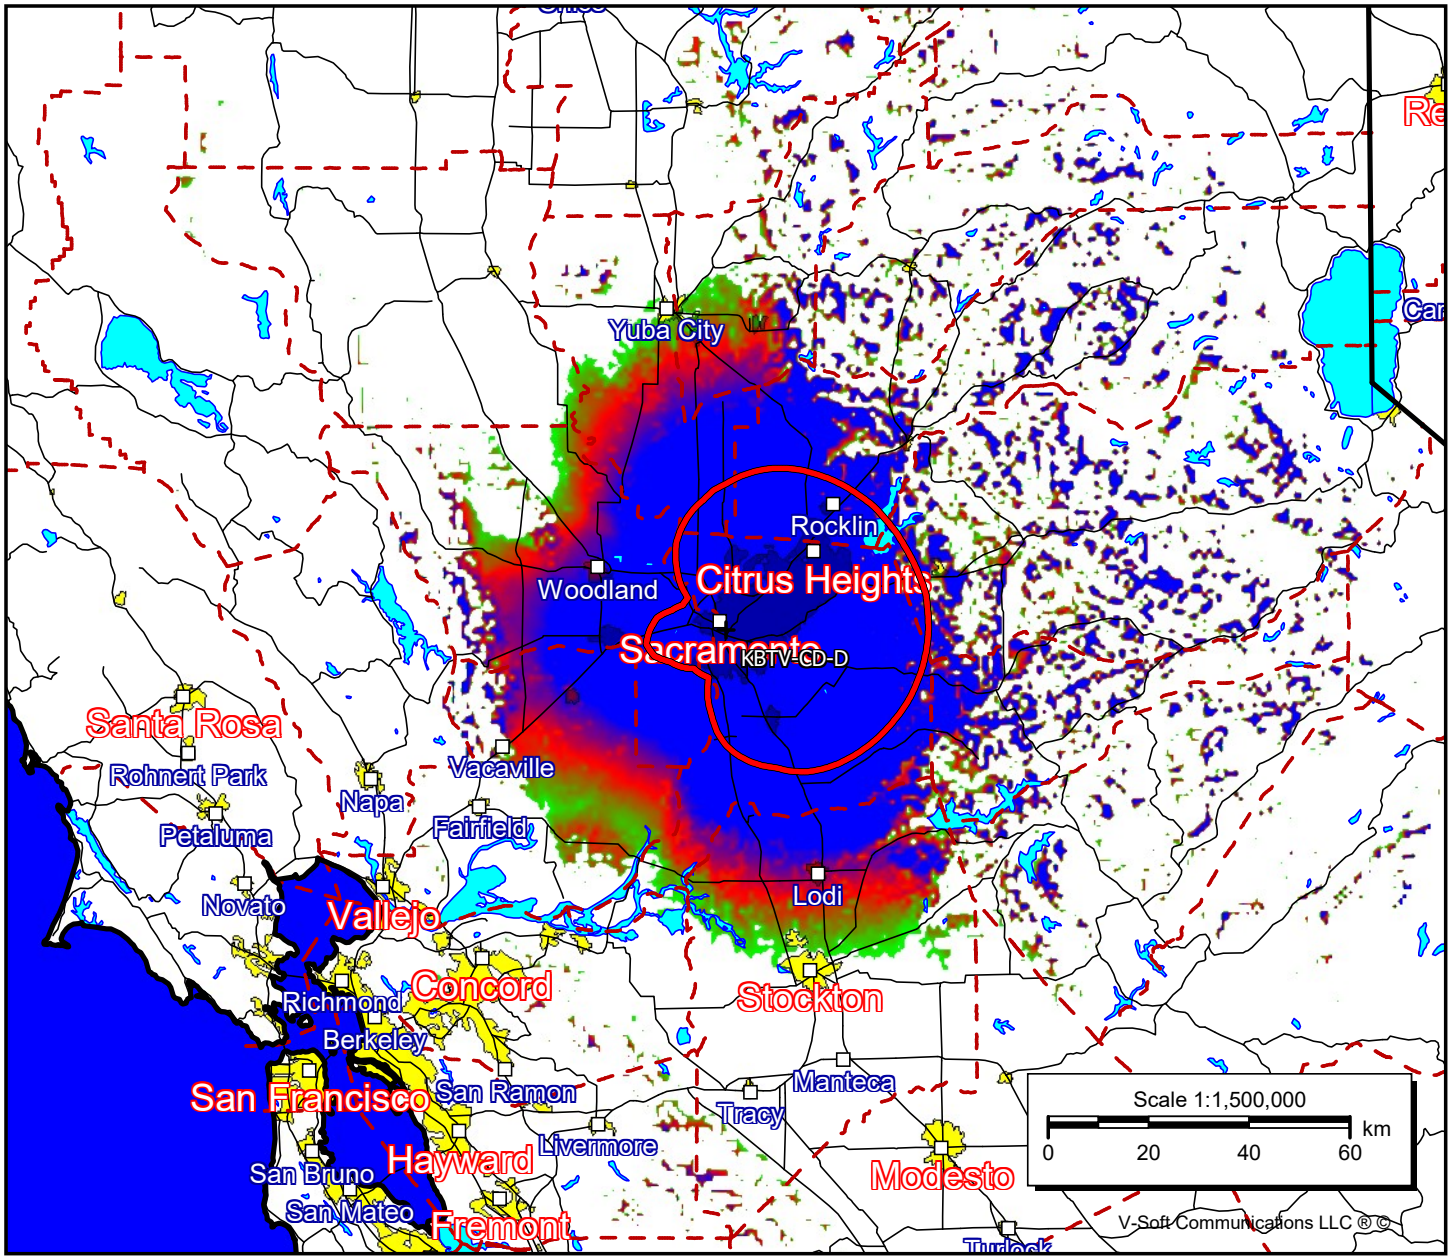 Yuba City
Rocklin
Citrus Heights
Woodland
Sacramento
KBTV-CD-D
Santa Rosa
Rohnert Park
Vacaville
Napa
Petaluma
Fairfield
Lodi
Novato
Vallejo
Concord
Richmond
Stockton
Berkeley
San Francisco
San Ramon
Manteca
Tracy
Livermore
Hayward
San Bruno
Modesto
San Mateo
Fremont
Scale 1:1,500,000
km
0 20 40 60
V-Soft Communications LLC ® ©